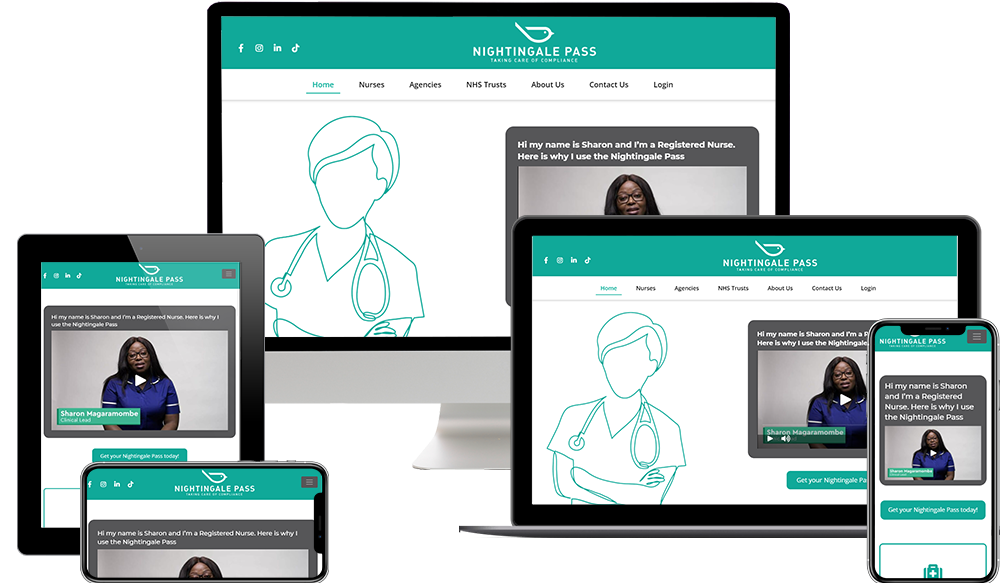 NIGHTINGALE PASS
TAKING CARE OF COMPLIANCE
Home Nurses Agencies NHS Trusts About Us Contact Us Login
Hi my name is Sharon and I'm a Registered Nurse.
Here is why I use the Nightingale Pass
NIGHTINGALE PASS
TAKING CARE OF COMPLIANCE
Hi my name is Sharon and I'm a Registered Nurse. Here is why I
use the Nightingale Pass
Sharon Magaramombe
Clinical Lead
Get your Nightingale Pass today!
NIGHTINGALE PASS
TAKING CARE OF COMPLIANCE
Hi my name is Sharon and I'm a Registered Nurse. Here is why I
use the Nightingale Pass
NIGHTINGALE PASS
TAKING CARE OF COMPLIANCE
Home Nurses Agencies NHS Trusts About Us Contact Us Login
Hi my name is Sharon and I'm a R
Here is why I use the Nightingale
Sharon Magaramombe
Get your Nightingale Pa
NIGHTINGALE PASS
TAKING CARE OF COMPLIANCE
Hi my name is Sharon
and I'm a Registered
Nurse. Here is why I use
the Nightingale Pass
Sharon Magaramombe
Get your Nightingale Pass today!